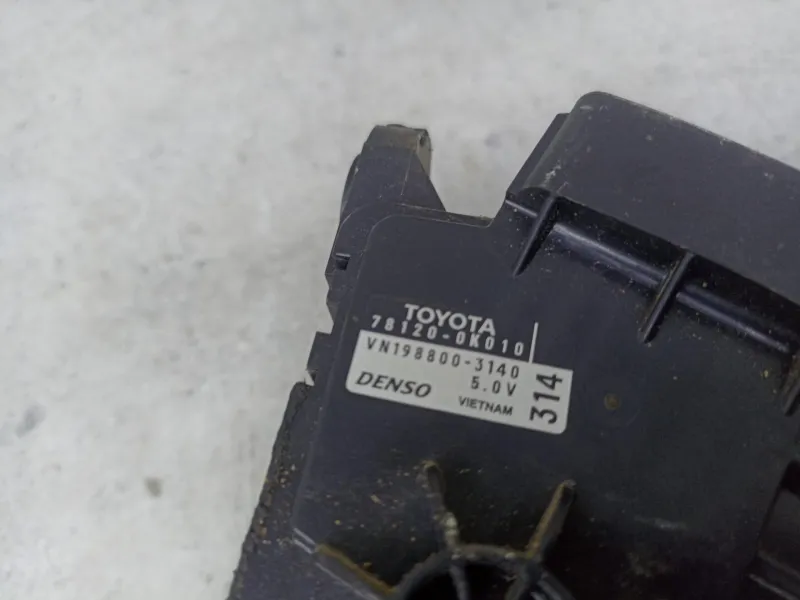 TOYOTA
78120-0K010
VN198800-3140
5.0V
DENSO
VIETNAM
314